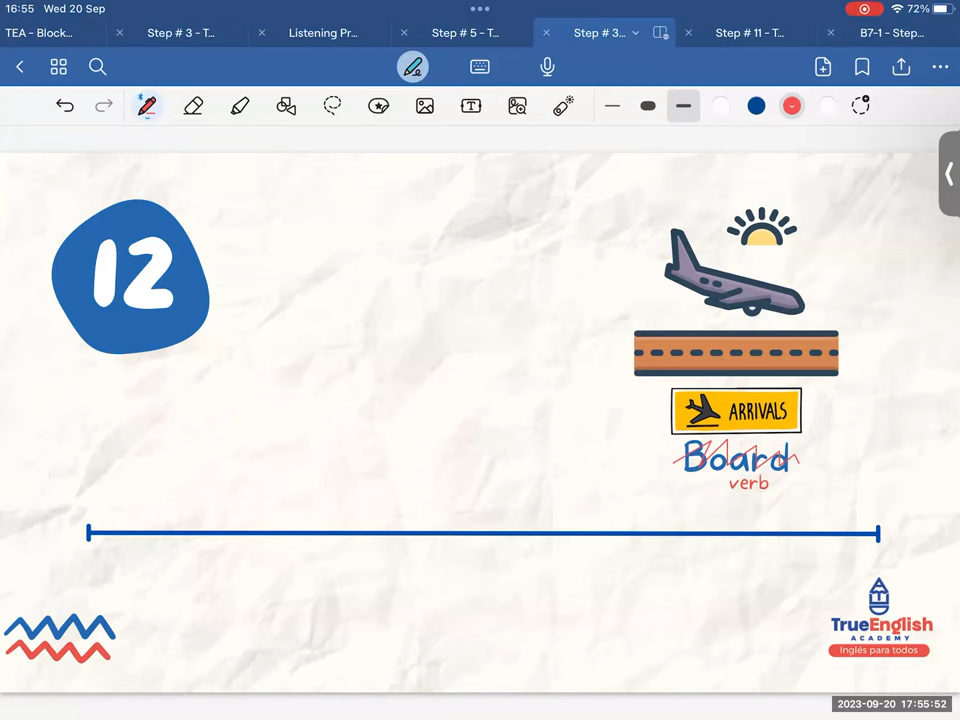 16:55 Wed 20 Sep
72%
TEA - Block...
Step # 3 - T...
Listening Pr...
Step # 5 - T...
Step # 3...
Step # 11 - T...
B7-1 - Step...
12
ARRIVALS
Board
verb
TrueEnglish
ACADEMY
Inglés para todos
2023-09-20 17:55:52